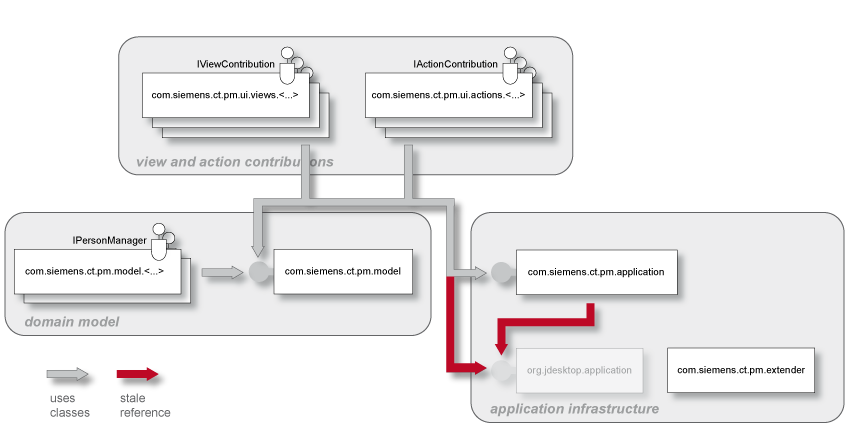 IViewContribution
IActionContribution
com.siemens.ct.pm.ui.views.<...>
com.siemens.ct.pm.ui.actions.<...>
view and action contributions
IPersonManager
com.siemens.ct.pm.model.<...>
com.siemens.ct.pm.model
com.siemens.ct.pm.application
domain model
org.jdesktop.application
com.siemens.ct.pm.extender
application infrastructure
uses
classes
stale
reference